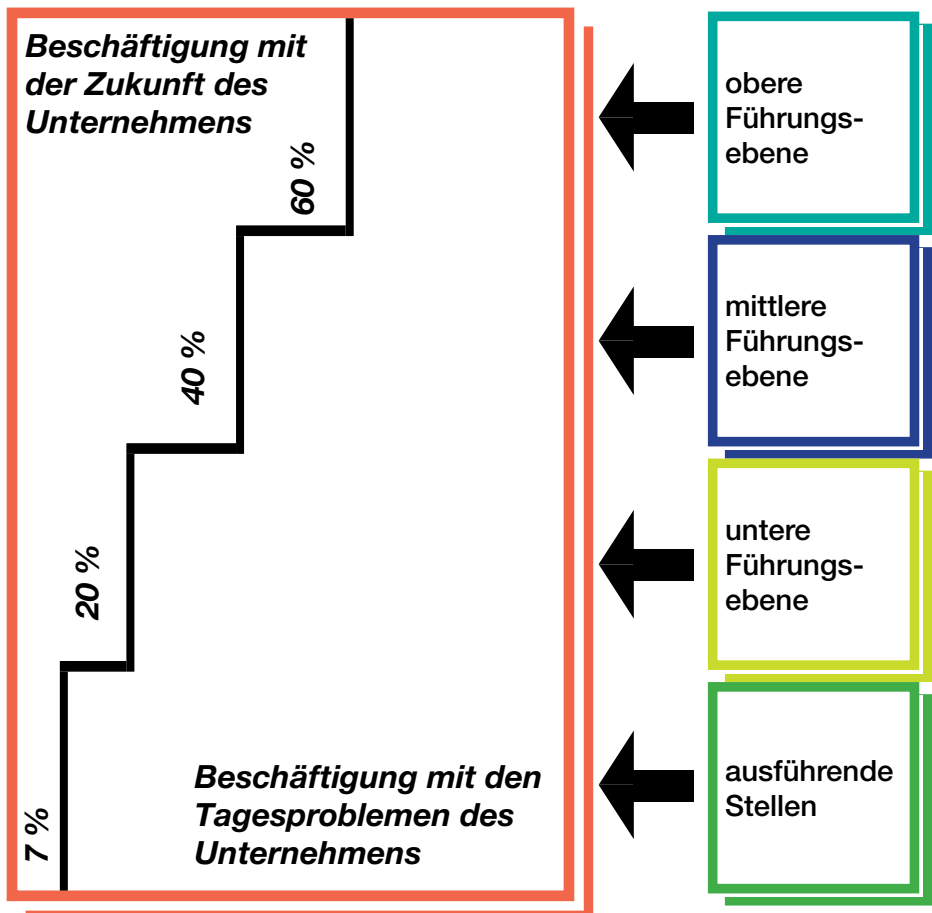 Beschäftigung mit
der Zukunft des
Unternehmens
60 %
40 %
20 %
7 %
Beschäftigung mit den
Tagesproblemen des
Unternehmens
obere
Führungs-
ebene
mittlere
Führungs-
ebene
untere
Führungs-
ebene
ausführende
Stellen